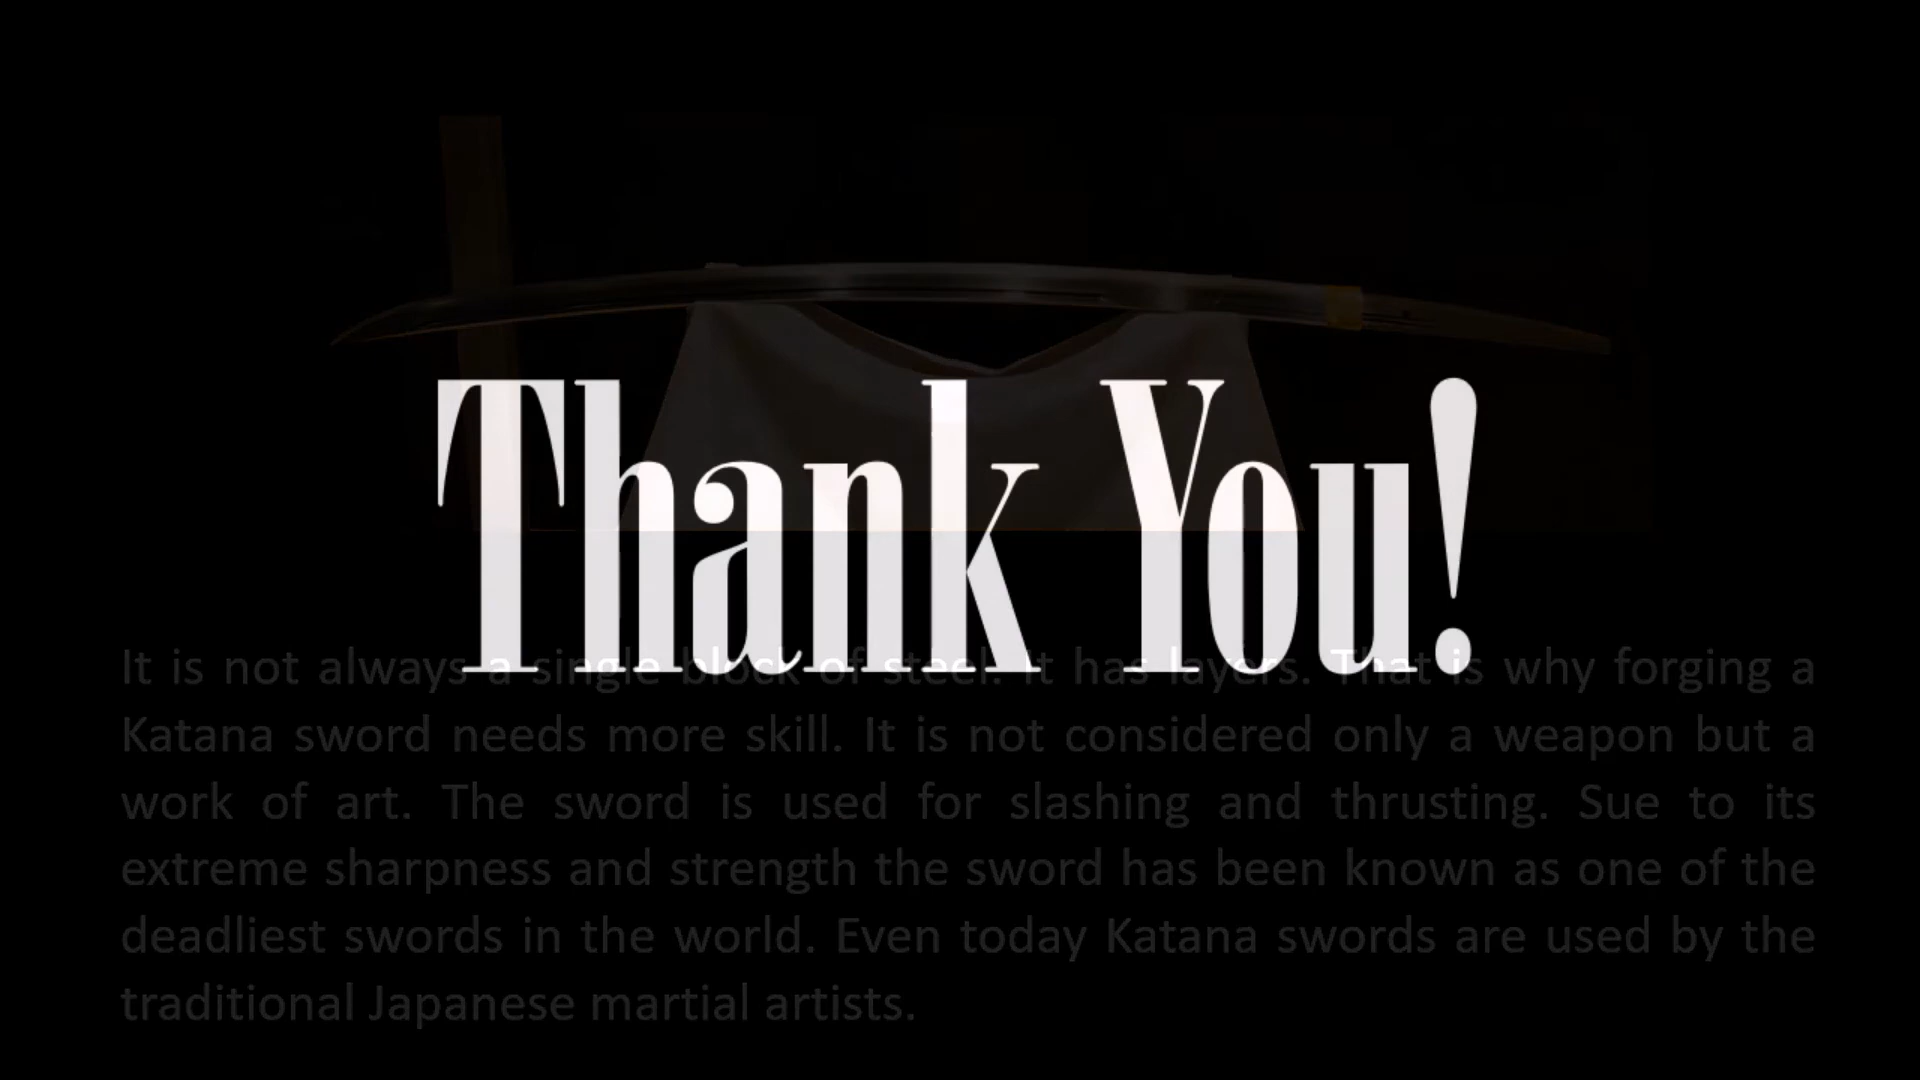 Thank You!
It is not always a single block of steel. It has layers. That is why forging a
Katana sword needs more skill. It is not considered only a weapon but a
work of art. The sword is used for slashing and thrusting. Sue to its
extreme sharpness and strength the sword has been known as one of the
deadliest swords in the world. Even today Katana swords are used by the
traditional Japanese martial artists.